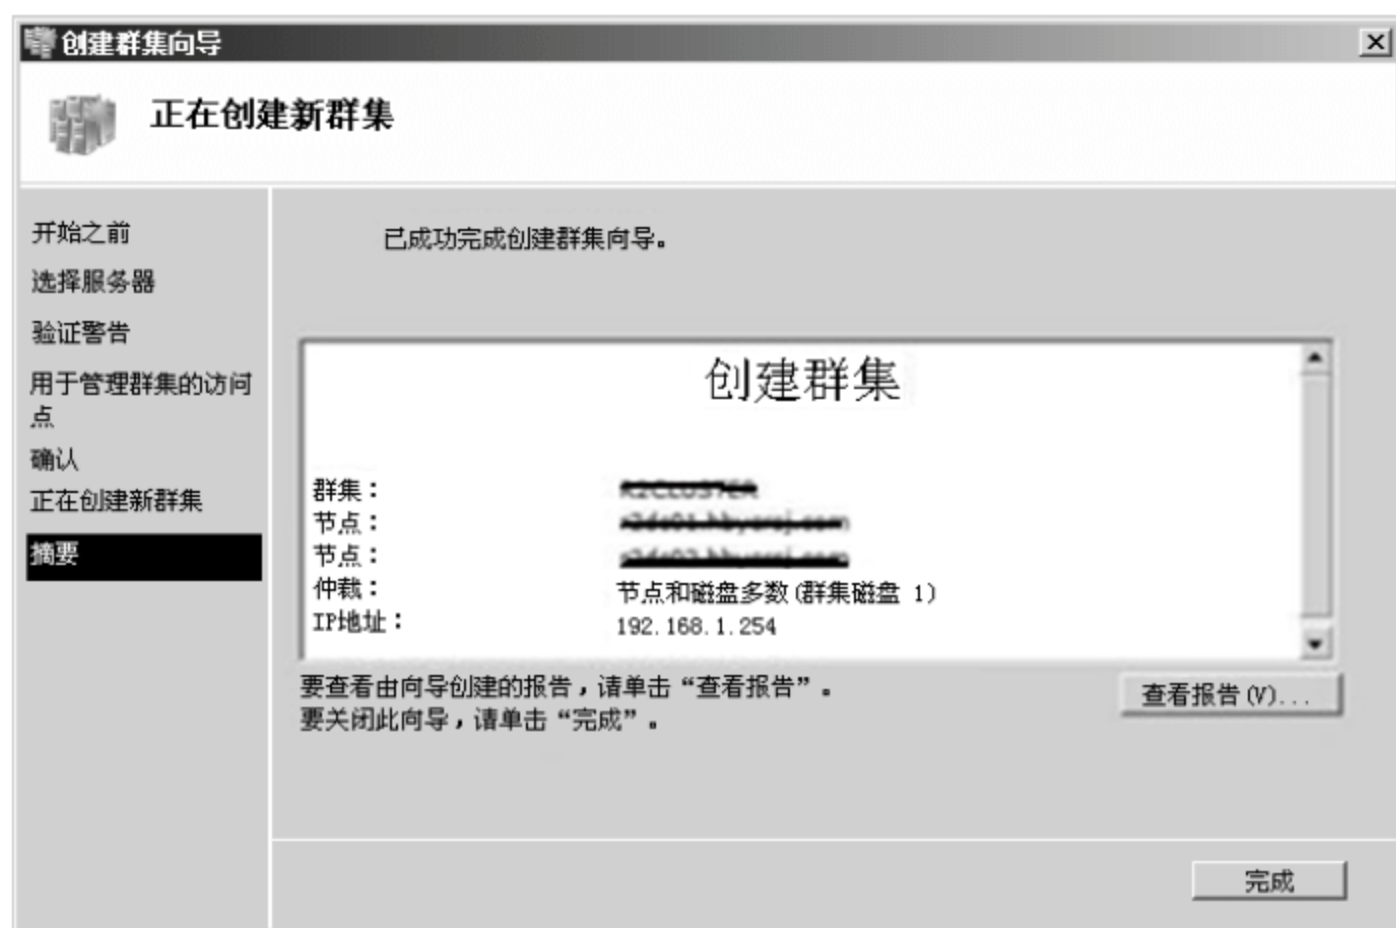 创建群集向导
正在创建新群集
开始之前
选择服务器
验证警告
用于管理群集的访问
点
确认
正在创建新群集
摘要
已成功完成创建群集向导。
创建群集
群集：
节点：
节点：
仲裁： 节点和磁盘多数(群集磁盘 1)
IP地址： 192.168.1.254
要查看由向导创建的报告，请单击“查看报告”。
要关闭此向导，请单击“完成”。
查看报告(V)...
完成